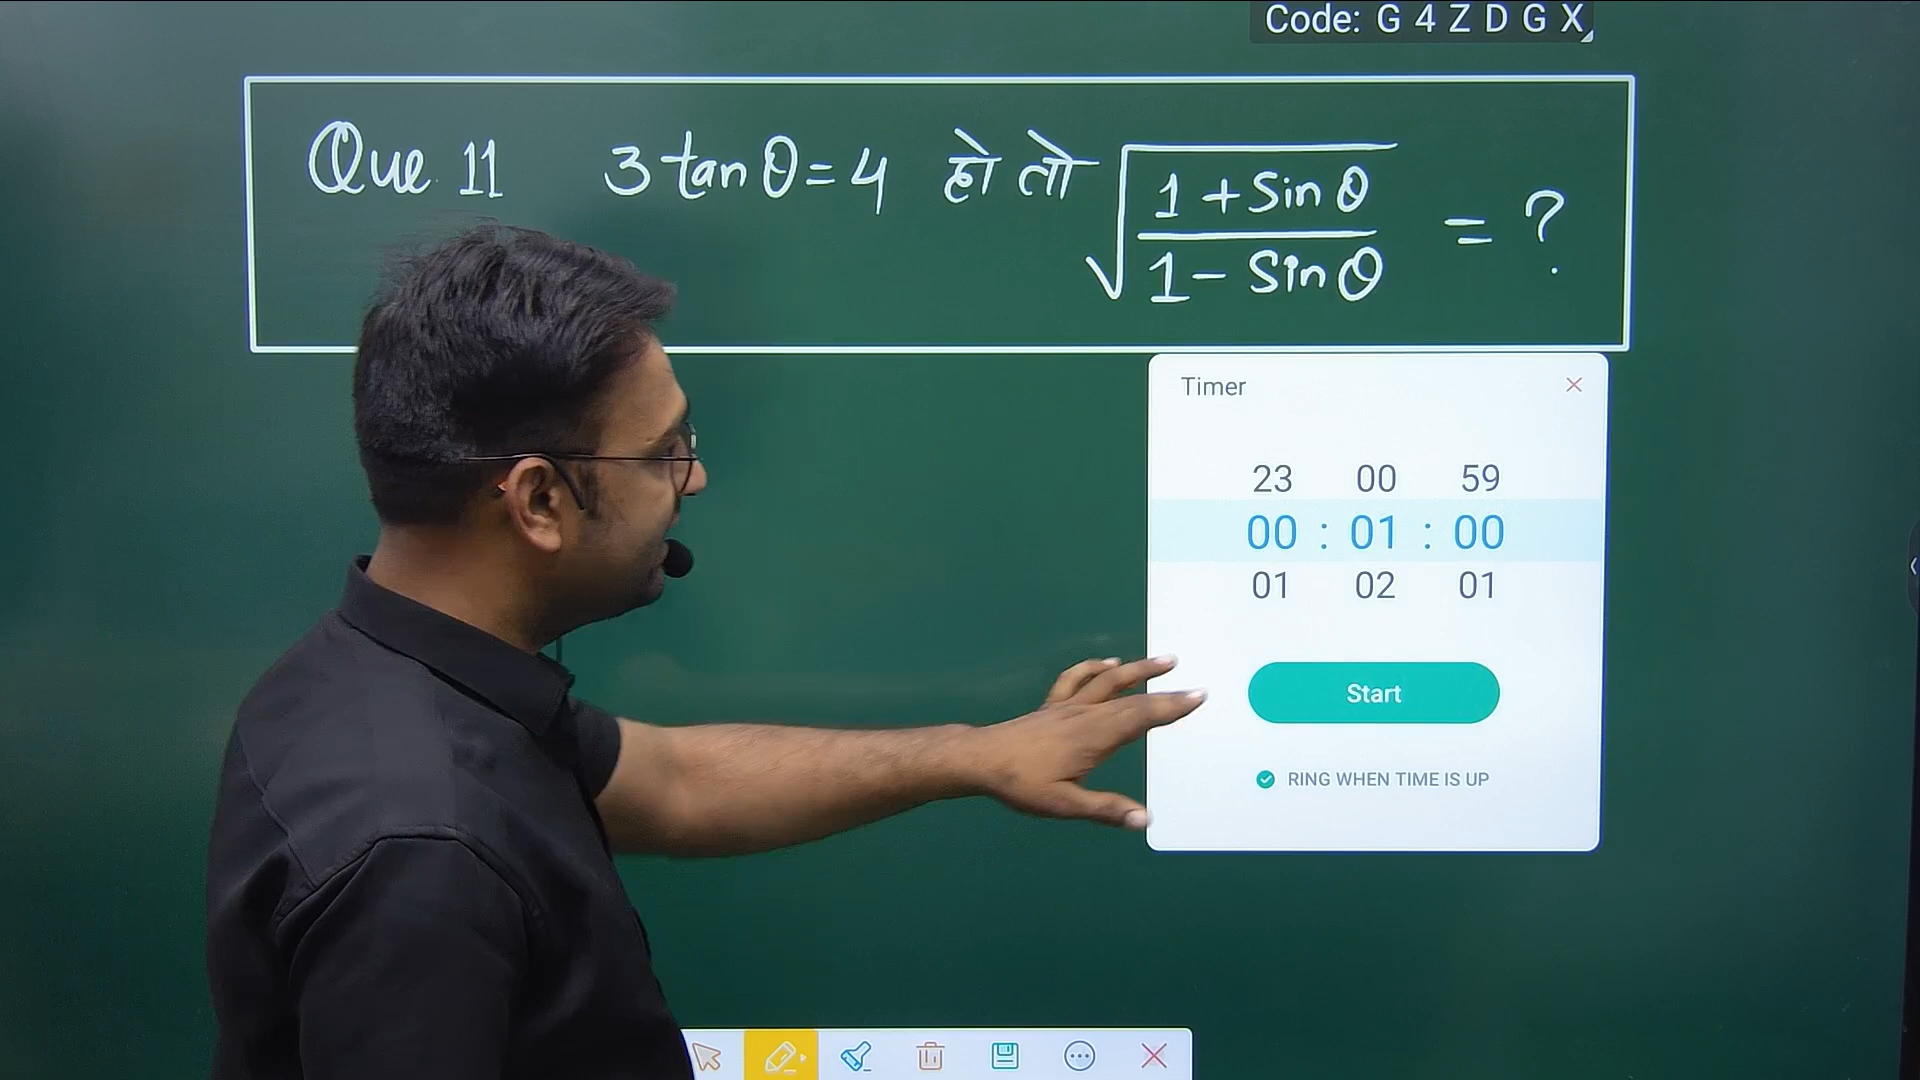 Code: G 4 Z D G X
Que. 11 3 tan θ = 4 हो तो √((1 + Sin θ)/(1 - Sin θ)) = ?
Timer
23 00 59
00 : 01 : 00
01 02 01
Start
RING WHEN TIME IS UP